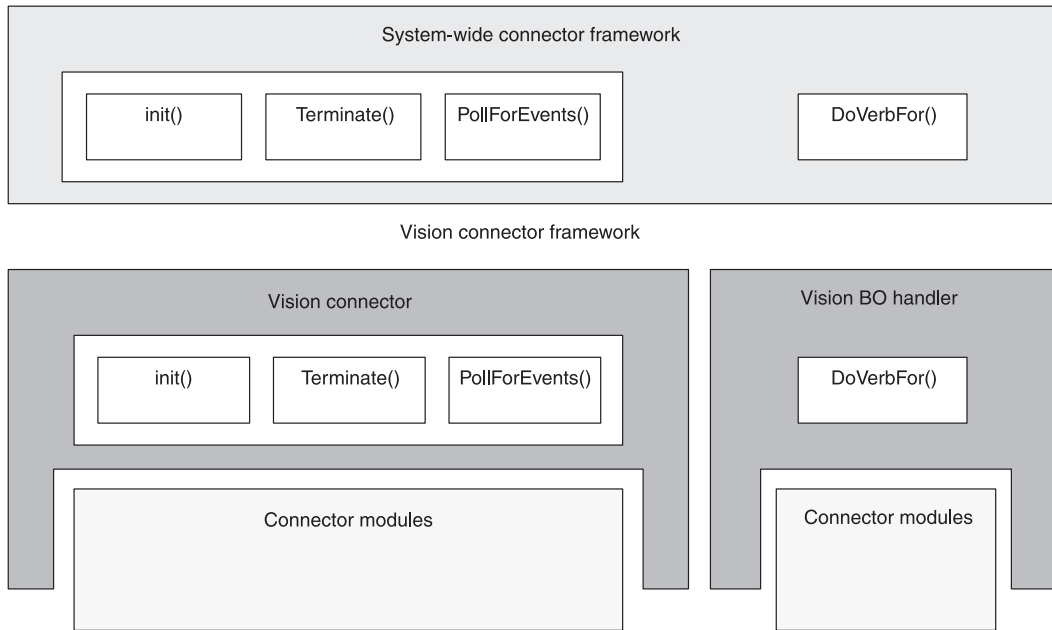 System-wide connector framework
init()
Terminate()
PollForEvents()
DoVerbFor()
Vision connector framework
Vision connector
Vision BO handler
init()
Terminate()
PollForEvents()
DoVerbFor()
Connector modules
Connector modules